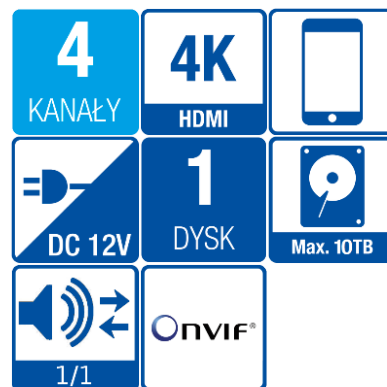 4
KANAŁY
4K
HDMI
DC 12V
1
DYSK
Max. 10TB
1/1
ONVIF®